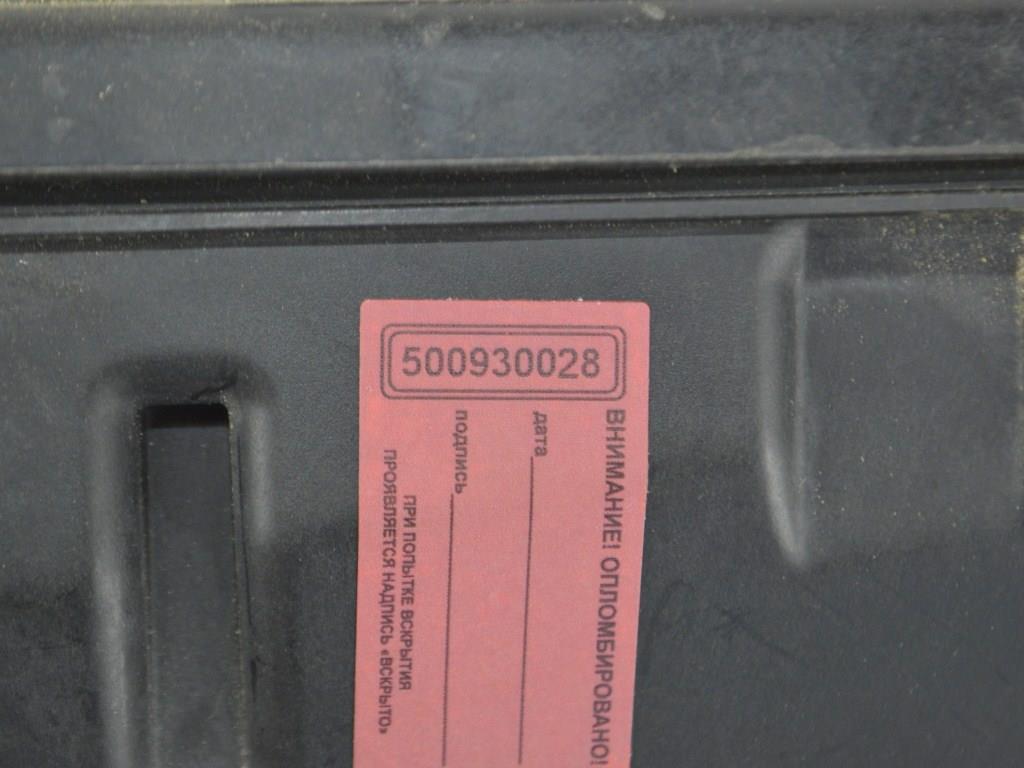 500930028
ВНИМАНИЕ! ОПЛОМБИРОВАНО!
дата
подпись
ПРИ ПОПЫТКЕ ВСКРЫТИЯ
ПРОЯВЛЯЕТСЯ НАДПИСЬ «ВСКРЫТО»